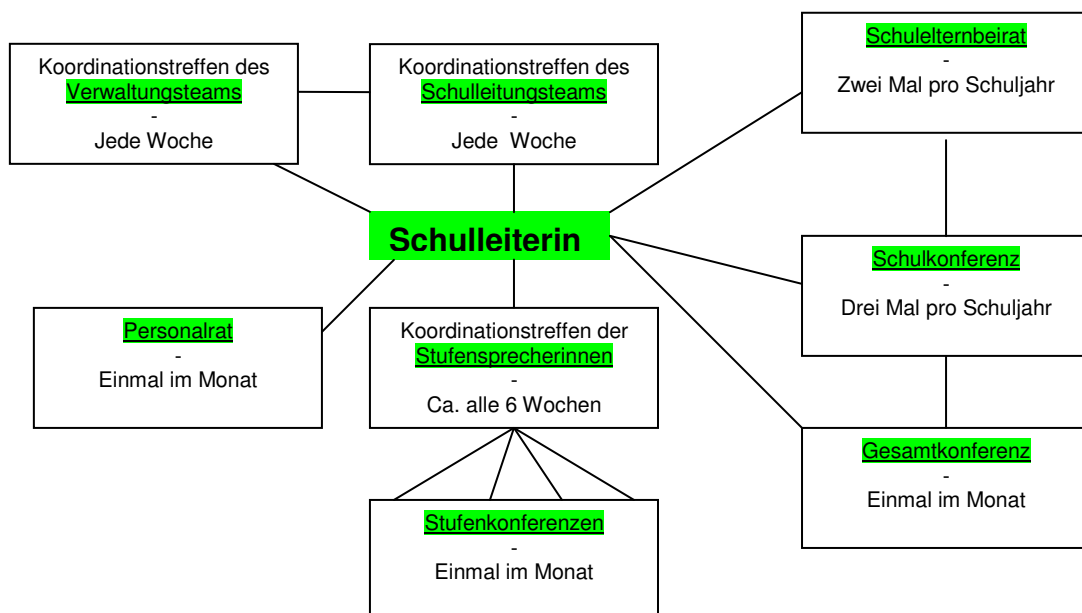 Koordinationstreffen des
Verwaltungsteams
-
Jede Woche
Koordinationstreffen des
Schulleitungsteams
-
Jede Woche
Schulelternbeirat
-
Zwei Mal pro Schuljahr
Schulleiterin
Schulkonferenz
-
Drei Mal pro Schuljahr
Personalrat
-
Einmal im Monat
Koordinationstreffen der
Stufensprecherinnen
-
Ca. alle 6 Wochen
Gesamtkonferenz
-
Einmal im Monat
Stufenkonferenzen
-
Einmal im Monat